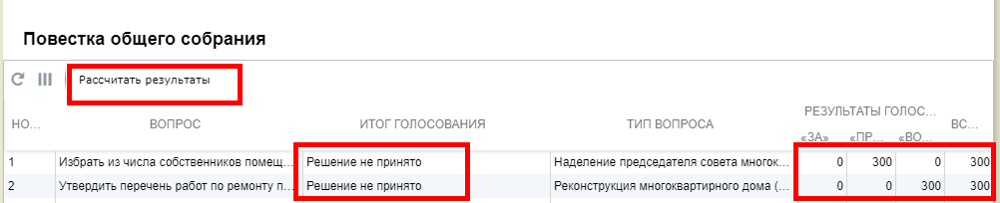 Повестка общего собрания
Рассчитать результаты
РЕЗУЛЬТАТЫ ГОЛОС...
НО... ВОПРОС ИТОГ ГОЛОСОВАНИЯ ТИП ВОПРОСА ВС...
«ЗА» «ПР... «ВО...
1 Избрать из числа собственников помещ... Решение не принято Наделение председателя совета многок... 0 300 0 300
2 Утвердить перечень работ по ремонту п... Решение не принято Реконструкция многоквартирного дома (... 0 0 300 300